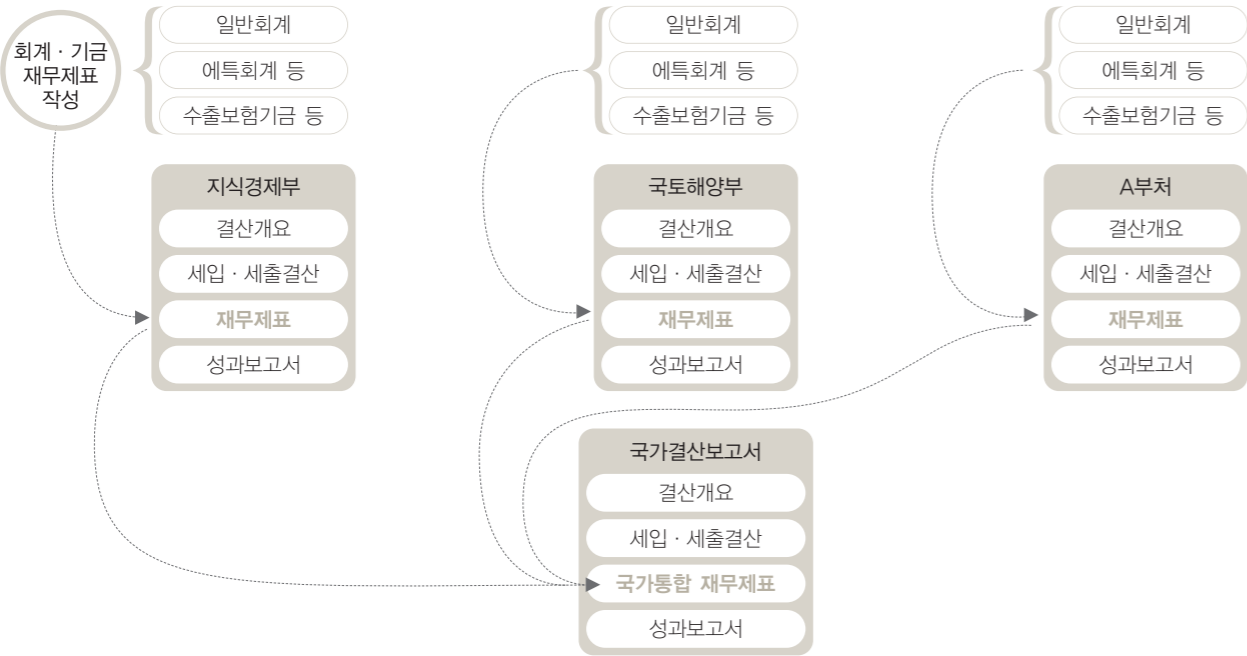 회계 · 기금
재무제표
작성
일반회계
에특회계 등
수출보험기금 등
일반회계
에특회계 등
수출보험기금 등
일반회계
에특회계 등
수출보험기금 등
지식경제부
결산개요
세입 · 세출결산
재무제표
성과보고서
국토해양부
결산개요
세입 · 세출결산
재무제표
성과보고서
A부처
결산개요
세입 · 세출결산
재무제표
성과보고서
국가결산보고서
결산개요
세입 · 세출결산
국가통합 재무제표
성과보고서